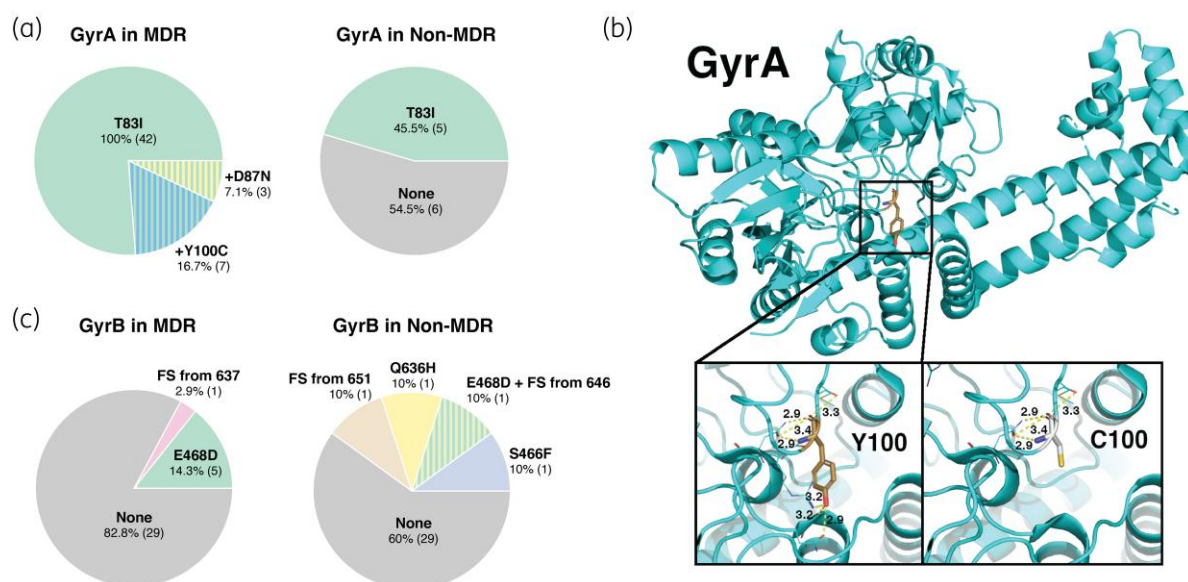 (a)
GyrA in MDR
T83I
100% (42)
+D87N
7.1% (3)
+Y100C
16.7% (7)
GyrA in Non-MDR
T83I
45.5% (5)
None
54.5% (6)
(b)
GyrA
2.9
3.4
2.9
3.3
Y100
3.2
3.2
2.9
2.9
3.4
2.9
3.3
C100
(c)
GyrB in MDR
FS from 637
2.9% (1)
E468D
14.3% (5)
None
82.8% (29)
GyrB in Non-MDR
FS from 651
10% (1)
Q636H
10% (1)
E468D + FS from 646
10% (1)
S466F
10% (1)
None
60% (29)